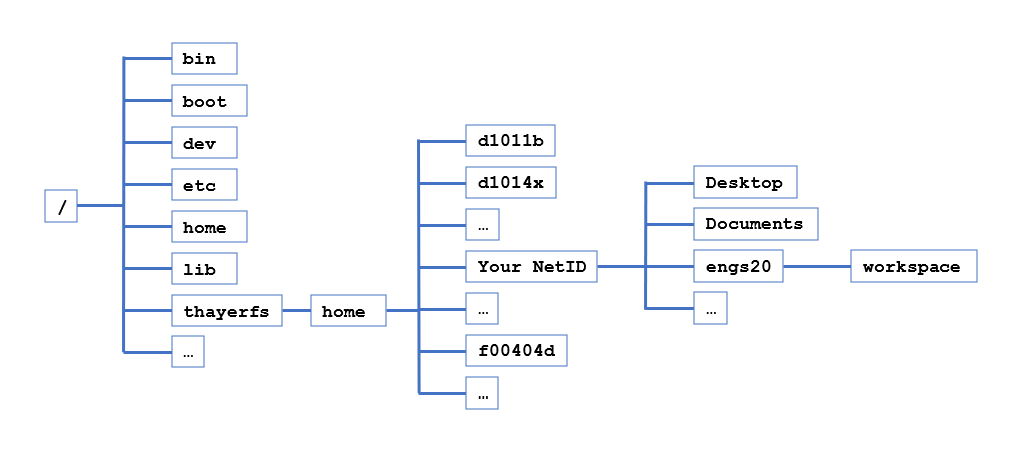 /
bin
boot
dev
etc
home
lib
thayerfs
…
home
d1011b
d1014x
…
Your NetID
…
f00404d
…
Desktop
Documents
engs20
…
workspace